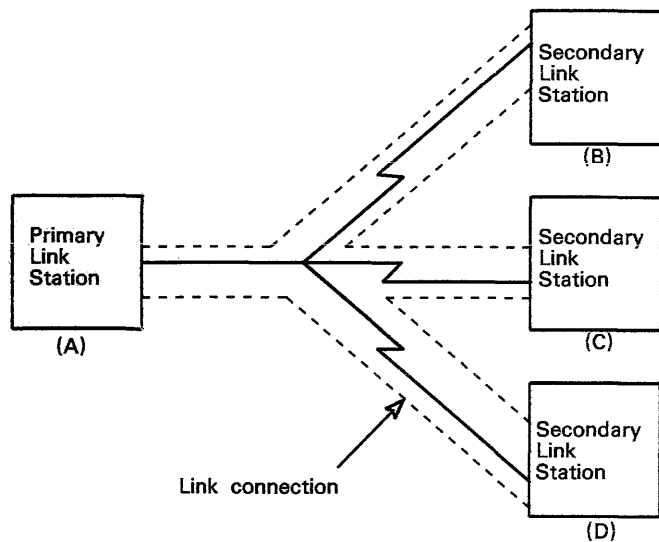 Primary
Link
Station
(A)
Secondary
Link
Station
(B)
Secondary
Link
Station
(C)
Secondary
Link
Station
(D)
Link connection